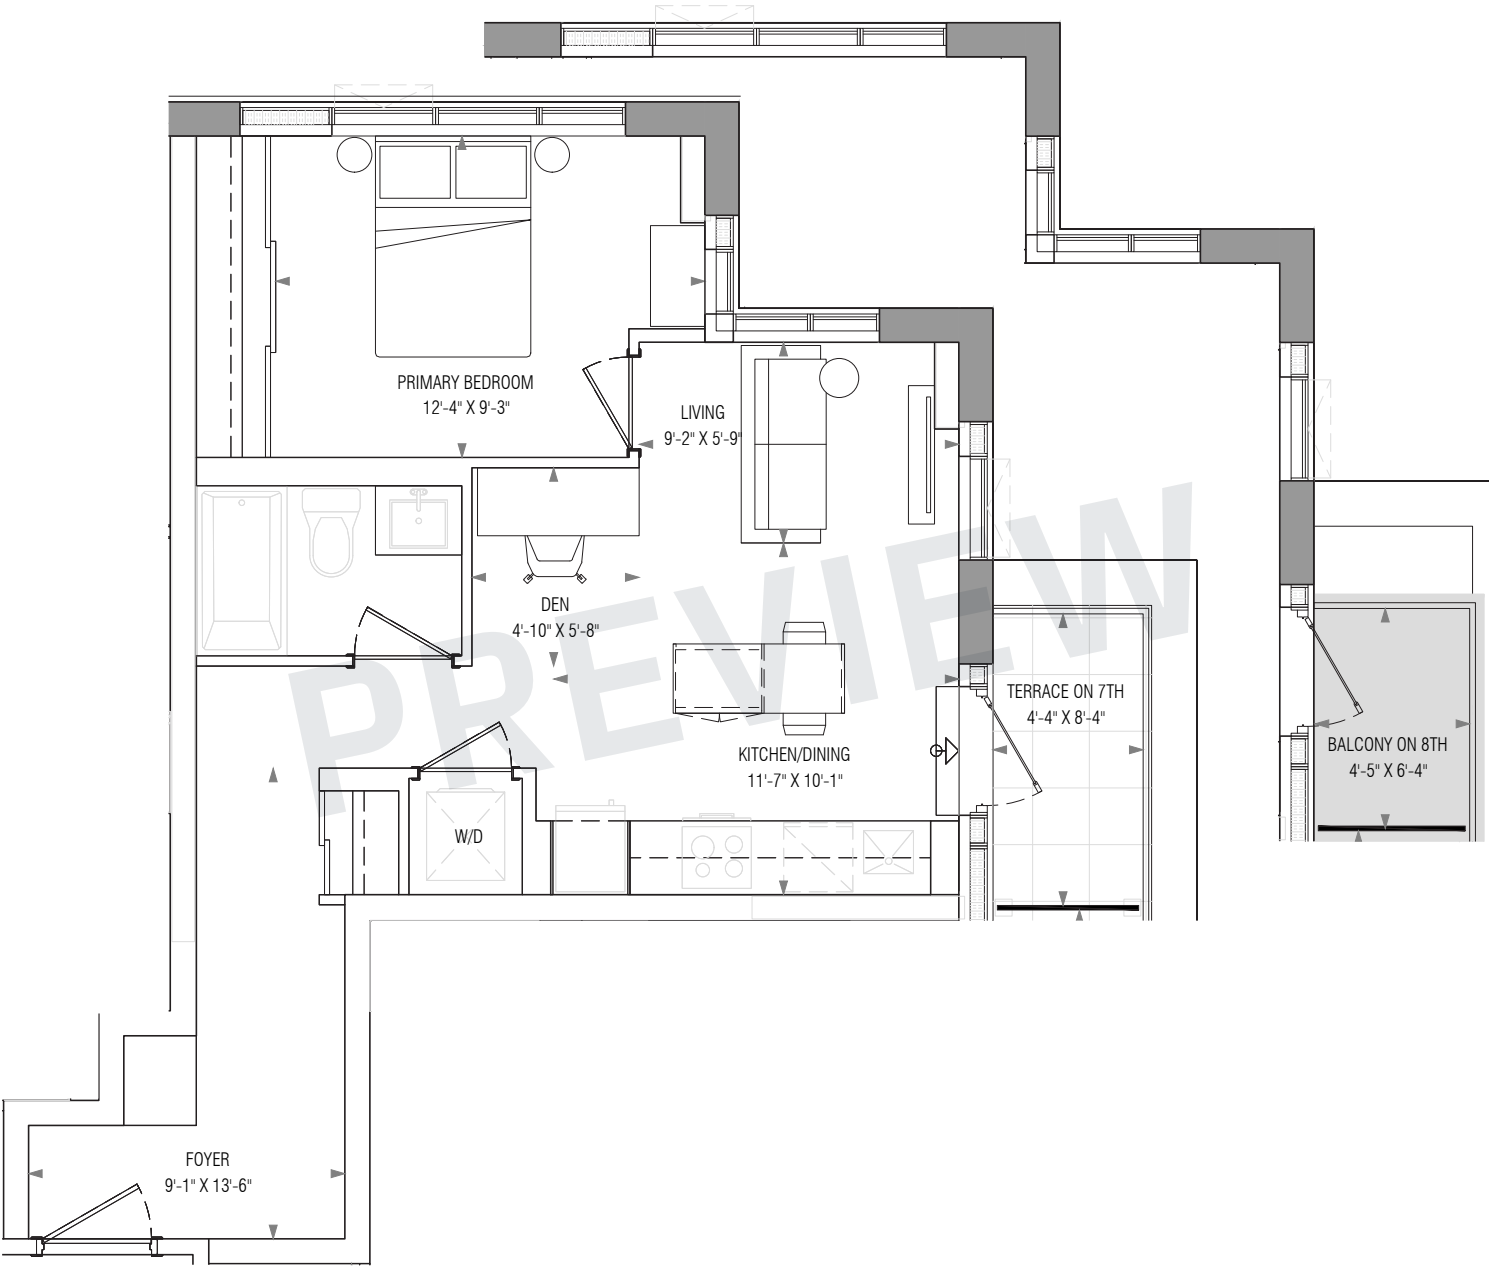 PRIMARY BEDROOM
12'-4" X 9'-3"
LIVING
9'-2" X 5'-9"
DEN
4'-10" X 5'-8"
PREVIEW
TERRACE ON 7TH
4'-4" X 8'-4"
KITCHEN/DINING
11'-7" X 10'-1"
BALCONY ON 8TH
4'-5" X 6'-4"
W/D
FOYER
9'-1" X 13'-6"